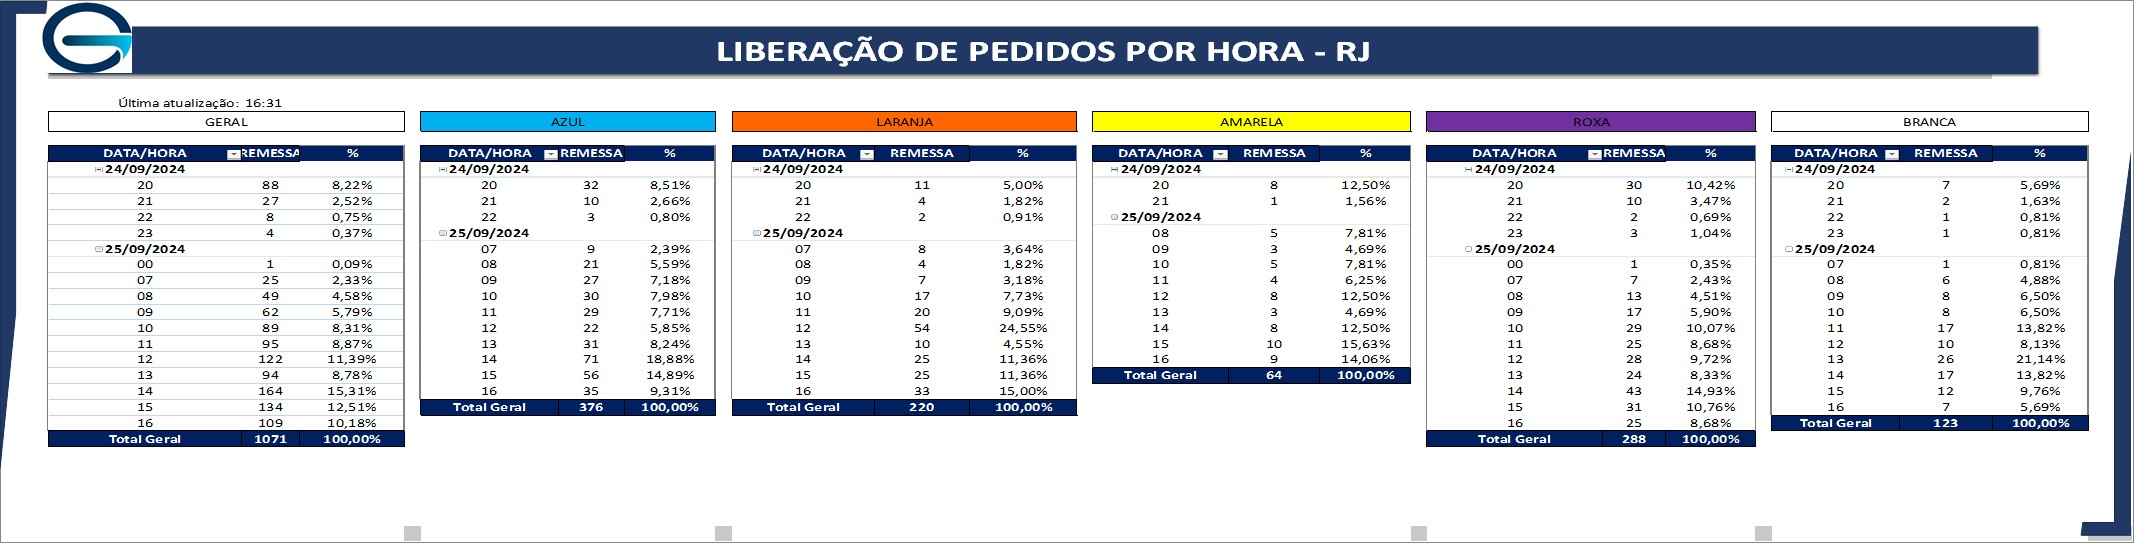 LIBERAÇÃO DE PEDIDOS POR HORA - RJ
Última atualização: 16:31
GERAL
DATA/HORA REMESSA %
24/09/2024
20 88 8,22%
21 27 2,52%
22 8 0,75%
23 4 0,37%
25/09/2024
00 1 0,09%
07 25 2,33%
08 49 4,58%
09 62 5,79%
10 89 8,31%
11 95 8,87%
12 122 11,39%
13 94 8,78%
14 164 15,31%
15 134 12,51%
16 109 10,18%
Total Geral 1071 100,00%
AZUL
DATA/HORA REMESSA %
24/09/2024
20 32 8,51%
21 10 2,66%
22 3 0,80%
25/09/2024
07 9 2,39%
08 21 5,59%
09 27 7,18%
10 30 7,98%
11 29 7,71%
12 22 5,85%
13 31 8,24%
14 71 18,88%
15 56 14,89%
16 35 9,31%
Total Geral 376 100,00%
LARANJA
DATA/HORA REMESSA %
24/09/2024
20 11 5,00%
21 4 1,82%
22 2 0,91%
25/09/2024
07 8 3,64%
08 4 1,82%
09 7 3,18%
10 17 7,73%
11 20 9,09%
12 54 24,55%
13 10 4,55%
14 25 11,36%
15 25 11,36%
16 33 15,00%
Total Geral 220 100,00%
AMARELA
DATA/HORA REMESSA %
24/09/2024
20 8 12,50%
21 1 1,56%
25/09/2024
08 5 7,81%
09 3 4,69%
10 5 7,81%
11 4 6,25%
12 8 12,50%
13 3 4,69%
14 8 12,50%
15 10 15,63%
16 9 14,06%
Total Geral 64 100,00%
ROXA
DATA/HORA REMESSA %
24/09/2024
20 30 10,42%
21 10 3,47%
22 2 0,69%
23 3 1,04%
25/09/2024
00 1 0,35%
07 7 2,43%
08 13 4,51%
09 17 5,90%
10 29 10,07%
11 25 8,68%
12 28 9,72%
13 24 8,33%
14 43 14,93%
15 31 10,76%
16 25 8,68%
Total Geral 288 100,00%
BRANCA
DATA/HORA REMESSA %
24/09/2024
20 7 5,69%
21 2 1,63%
22 1 0,81%
23 1 0,81%
25/09/2024
07 1 0,81%
08 6 4,88%
09 8 6,50%
10 8 6,50%
11 17 13,82%
12 10 8,13%
13 26 21,14%
14 17 13,82%
15 12 9,76%
16 7 5,69%
Total Geral 123 100,00%